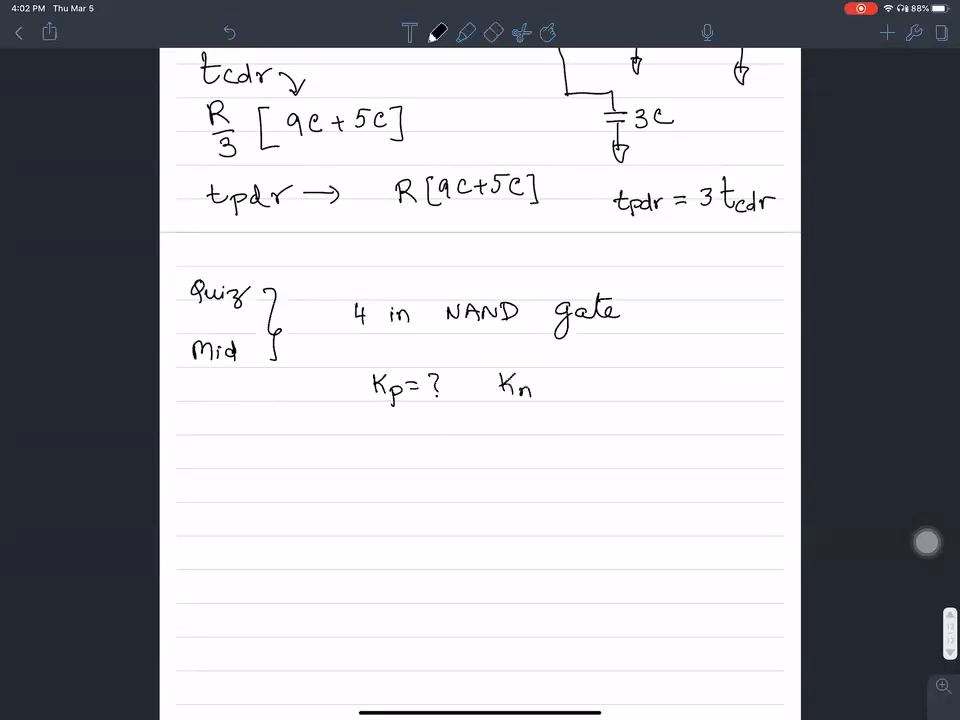 4:02 PM Thu Mar 5
88%
tcdr
R/3 [9C + 5C]
3C
tpdr → R[9C+5C]
tpdr = 3 tcdr
Quiz
Mid
4 in NAND gate
Kp = ? Kn